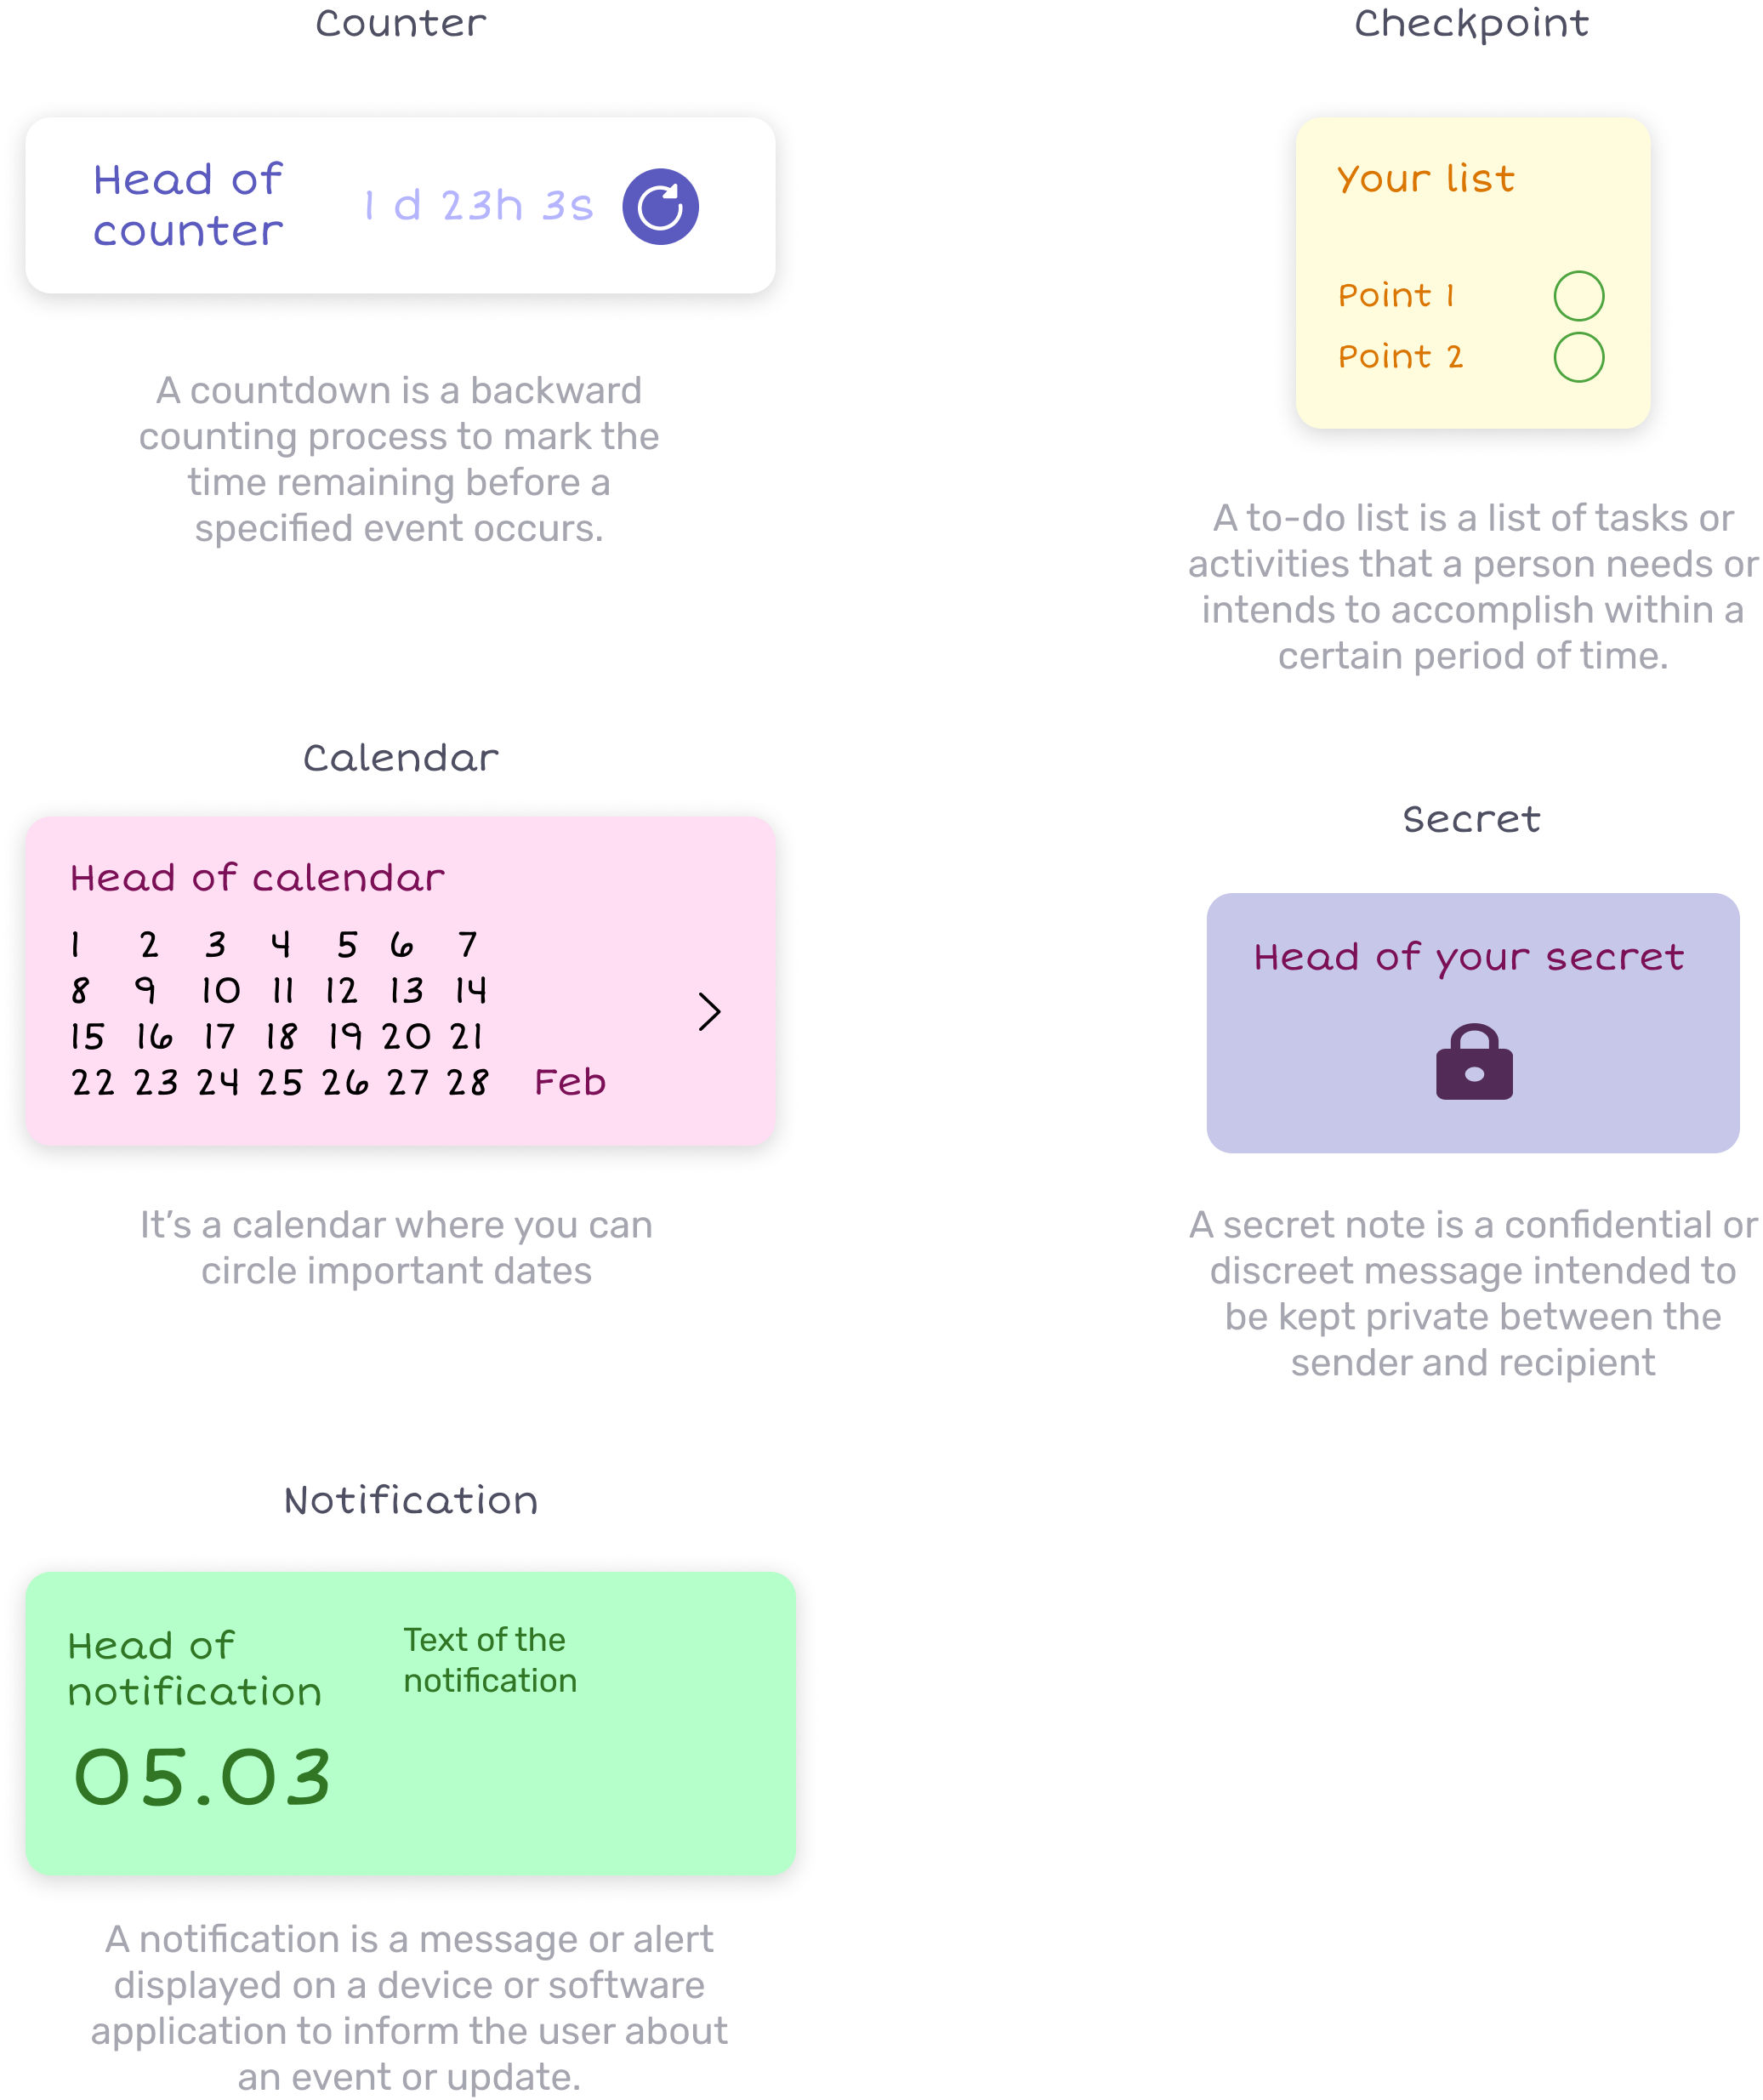 Counter
Head of
counter
1 d 23h 3s
A countdown is a backward
counting process to mark the
time remaining before a
specified event occurs.
Checkpoint
Your list
Point 1
Point 2
A to-do list is a list of tasks or
activities that a person needs or
intends to accomplish within a
certain period of time.
Calendar
Head of calendar
1 2 3 4 5 6 7
8 9 10 11 12 13 14
15 16 17 18 19 20 21
22 23 24 25 26 27 28 Feb
It’s a calendar where you can
circle important dates
Secret
Head of your secret
A secret note is a confidential or
discreet message intended to
be kept private between the
sender and recipient
Notification
Head of
notification
05.03
Text of the
notification
A notification is a message or alert
displayed on a device or software
application to inform the user about
an event or update.